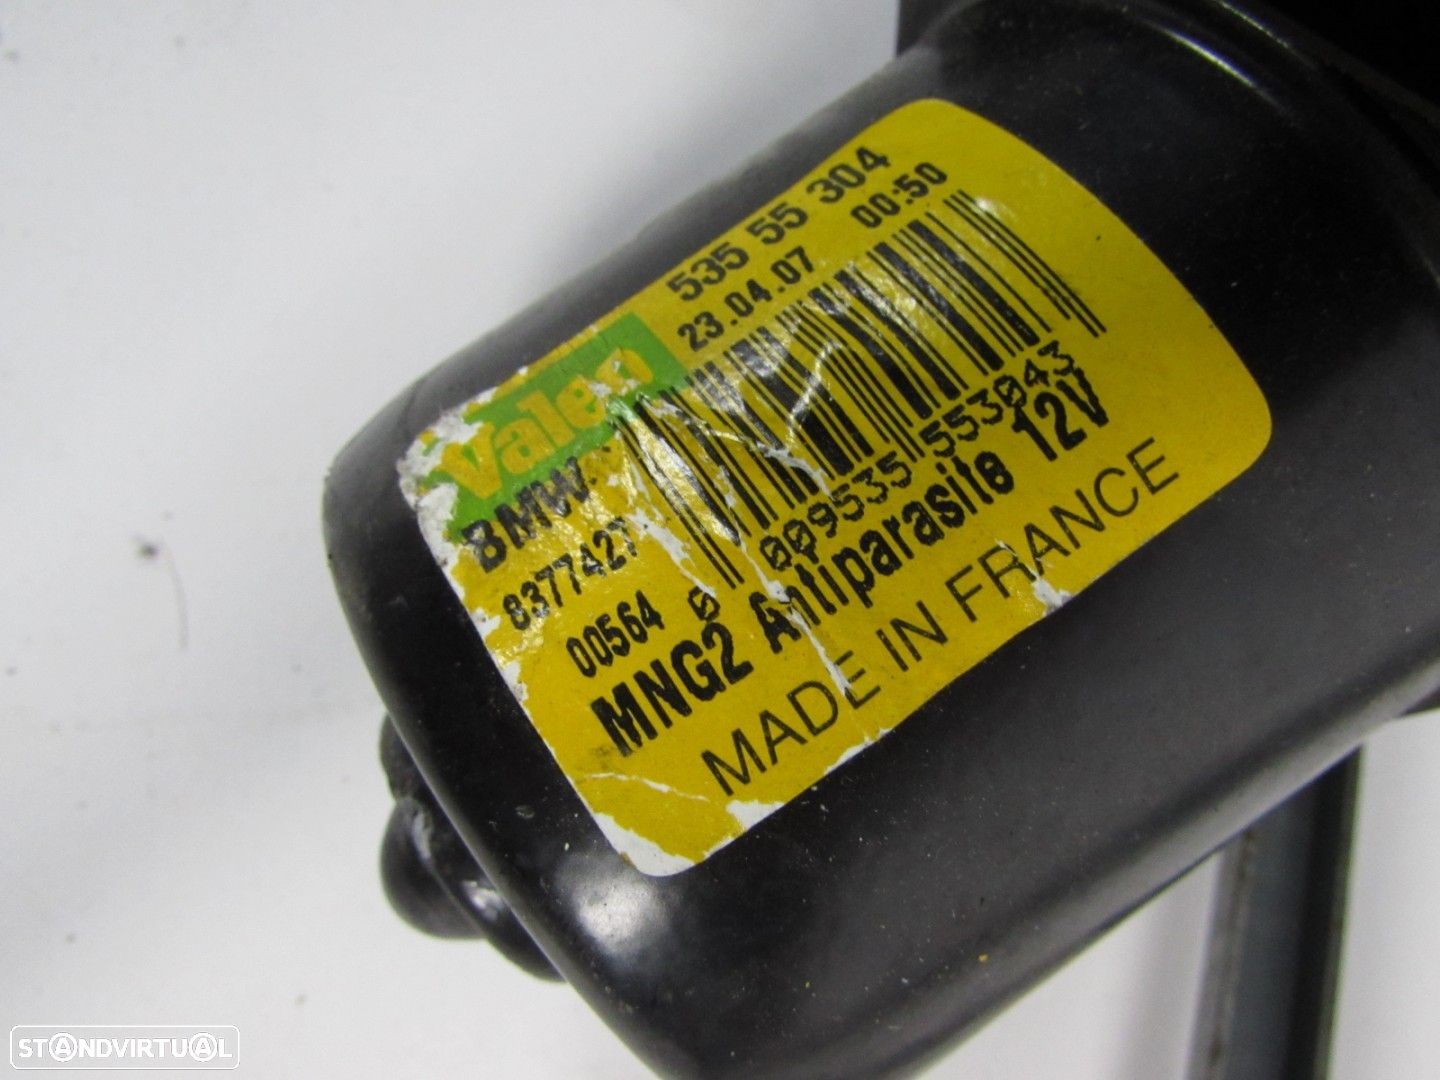 535 55 304
23.04.07 00:50
Valeo
BMW
8377427
00564 0 009535 553043
MNG2 Antiparasite 12V
MADE IN FRANCE
STANDVIRTUAL